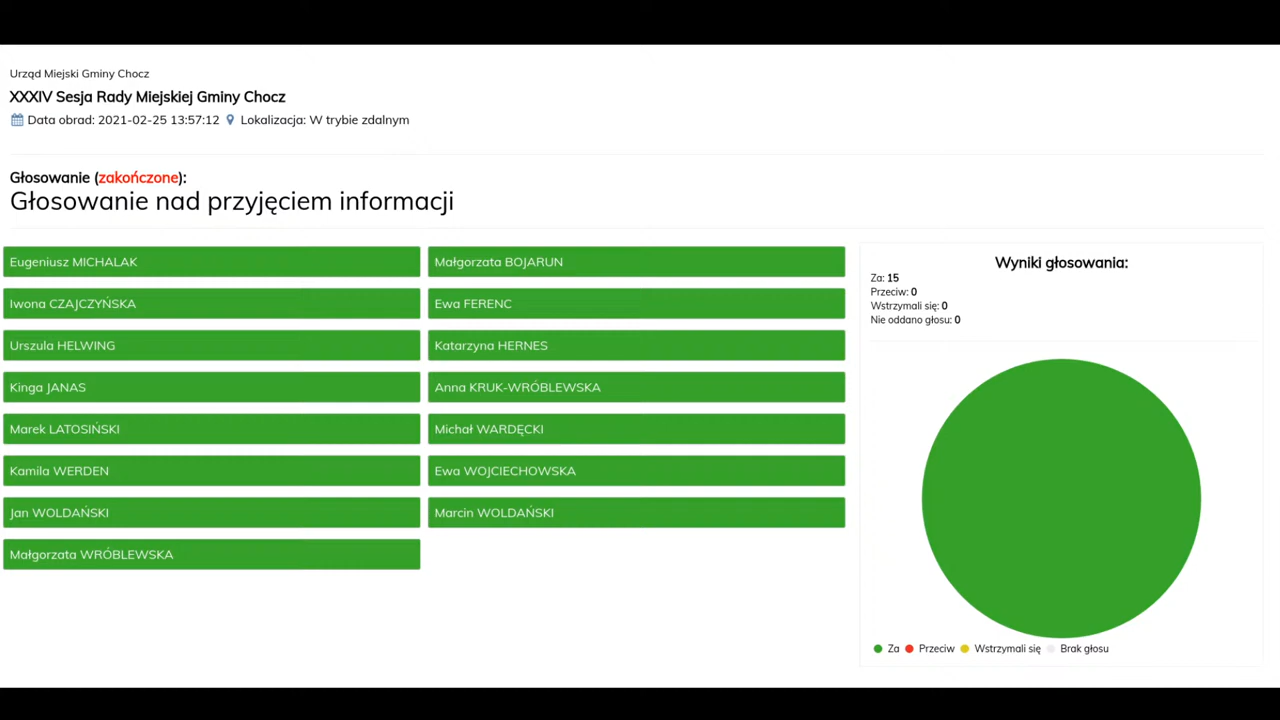 Urząd Miejski Gminy Chocz
XXXIV Sesja Rady Miejskiej Gminy Chocz
Data obrad: 2021-02-25 13:57:12 Lokalizacja: W trybie zdalnym
Głosowanie (zakończone):
Głosowanie nad przyjęciem informacji
Eugeniusz MICHALAK
Małgorzata BOJARUN
Iwona CZAJCZYŃSKA
Ewa FERENC
Urszula HELWING
Katarzyna HERNES
Kinga JANAS
Anna KRUK-WRÓBLEWSKA
Marek LATOSIŃSKI
Michał WARDĘCKI
Kamila WERDEN
Ewa WOJCIECHOWSKA
Jan WOLDAŃSKI
Marcin WOLDAŃSKI
Małgorzata WRÓBLEWSKA
Wyniki głosowania:
Za: 15
Przeciw: 0
Wstrzymali się: 0
Nie oddano głosu: 0
Za Przeciw Wstrzymali się Brak głosu